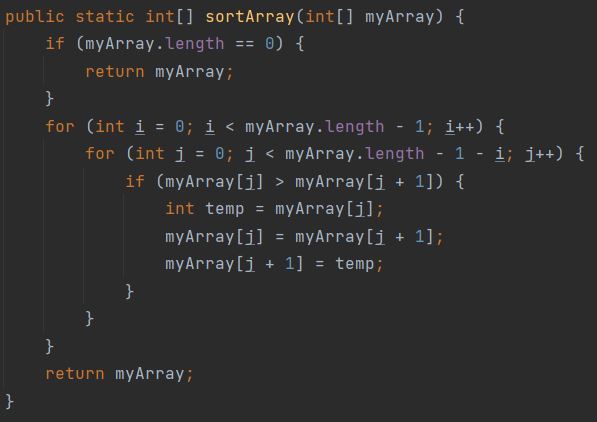 public static int[] sortArray(int[] myArray) {
    if (myArray.length == 0) {
        return myArray;
    }
    for (int i = 0; i < myArray.length - 1; i++) {
        for (int j = 0; j < myArray.length - 1 - i; j++) {
            if (myArray[j] > myArray[j + 1]) {
                int temp = myArray[j];
                myArray[j] = myArray[j + 1];
                myArray[j + 1] = temp;
            }
        }
    }
    return myArray;
}